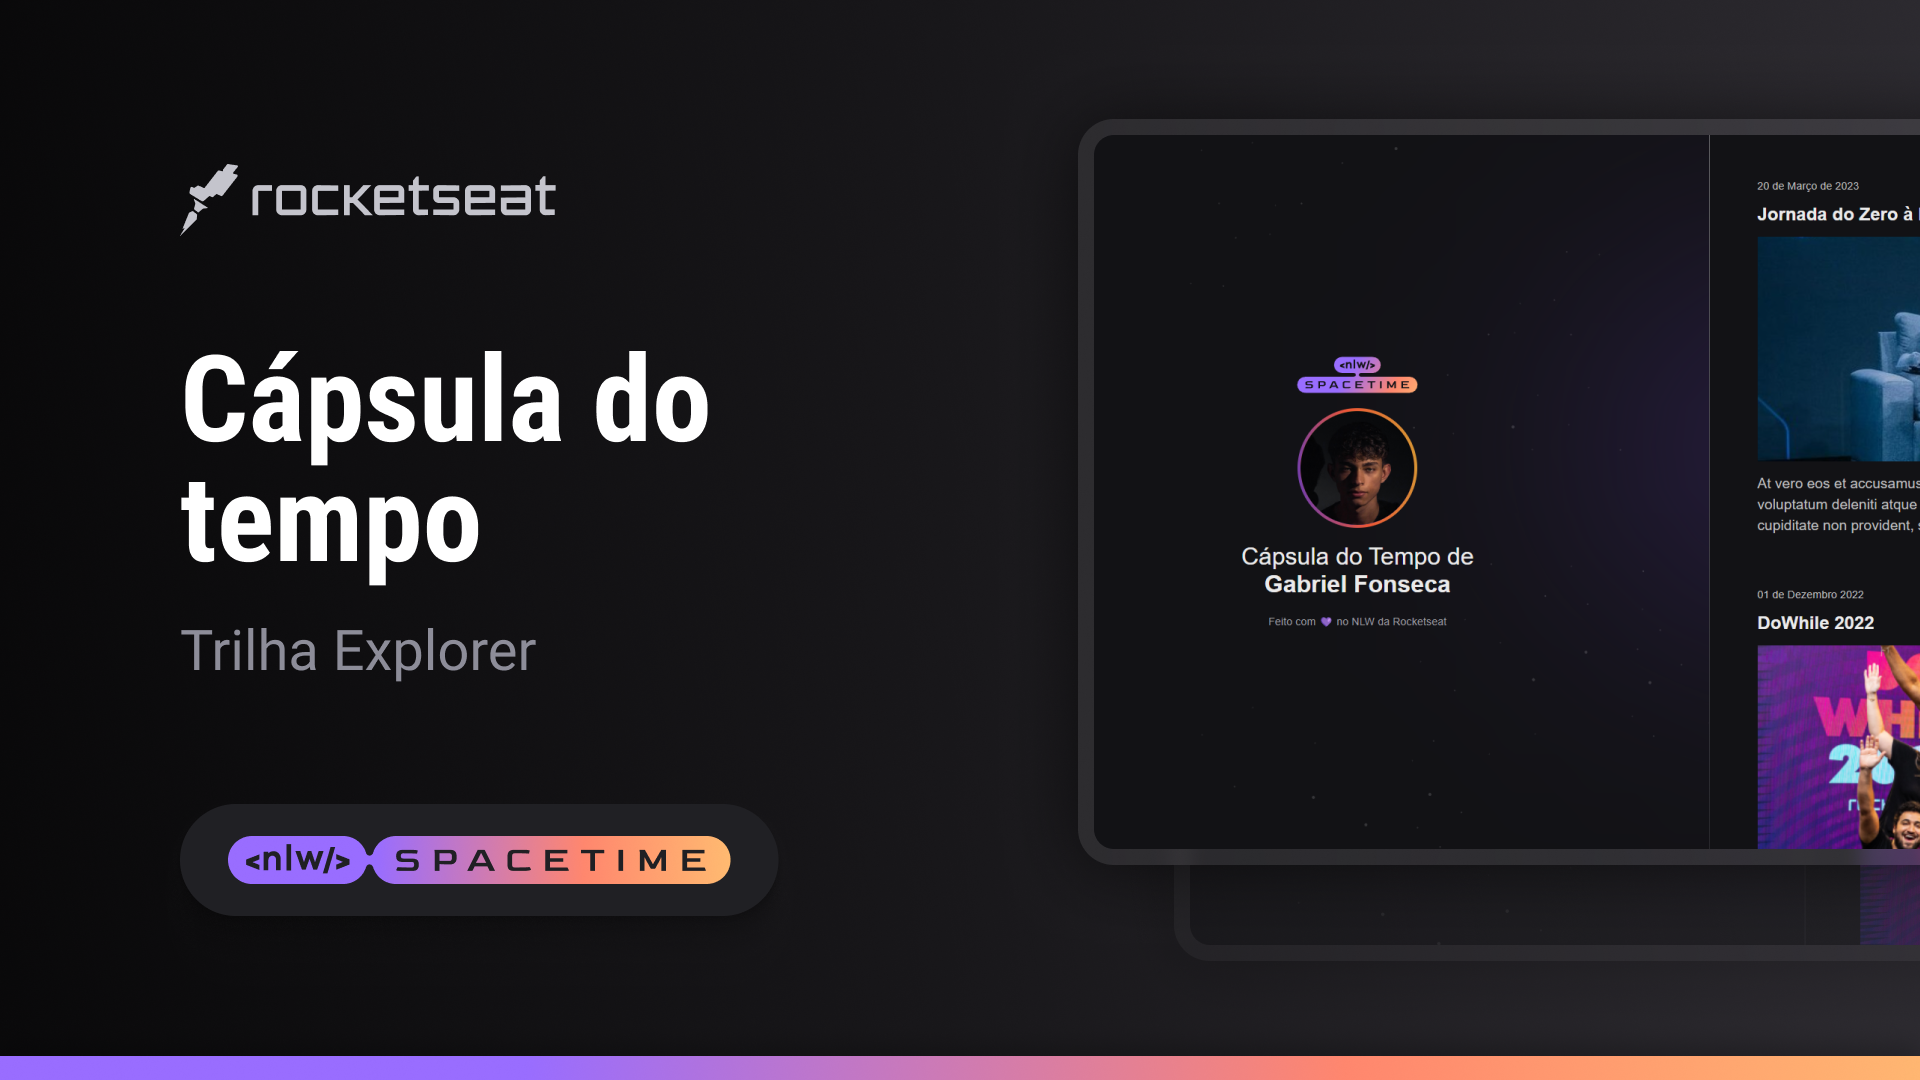 rocketseat
Cápsula do
tempo
Trilha Explorer
<nlw/> SPACETIME
<nlw/>
SPACETIME
Cápsula do Tempo de
Gabriel Fonseca
Feito com 💜 no NLW da Rocketseat
20 de Março de 2023
Jornada do Zero à
At vero eos et accusamus
voluptatum deleniti atque
cupiditate non provident,
01 de Dezembro 2022
DoWhile 2022